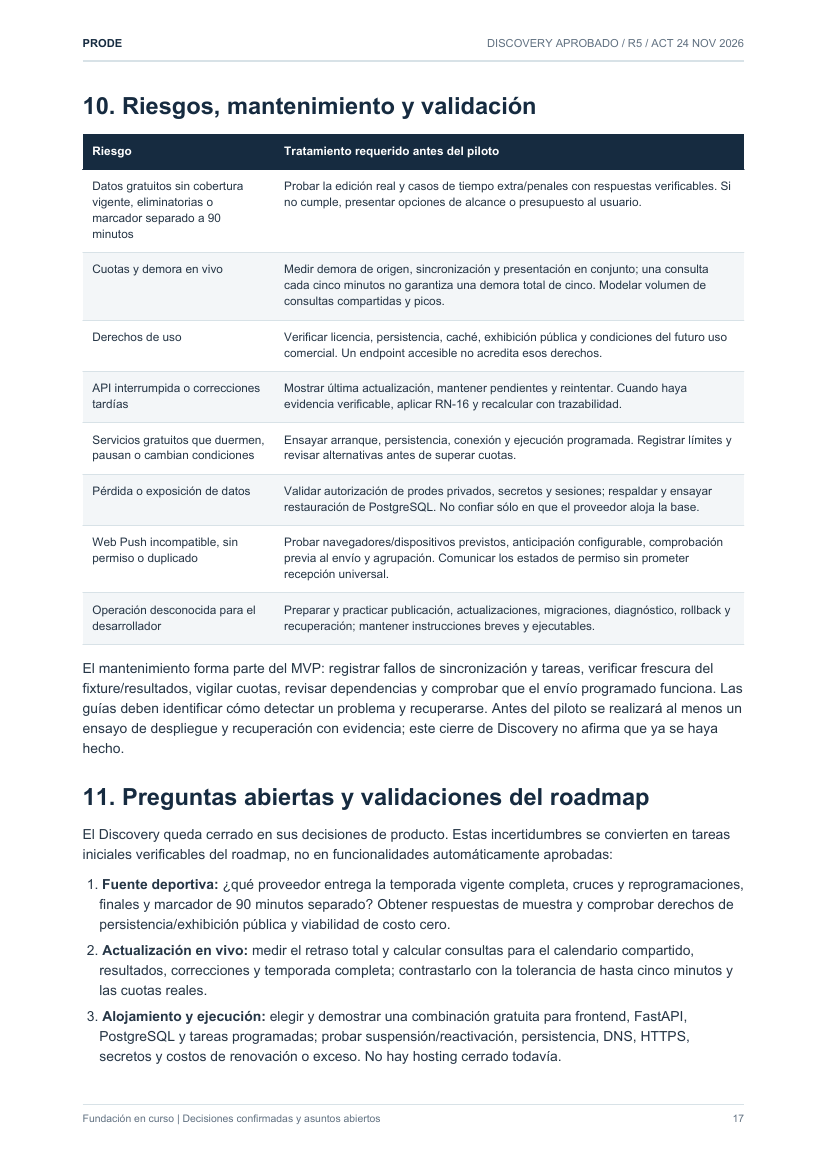 PRODE
DISCOVERY APROBADO / R5 / ACT 24 NOV 2026
10. Riesgos, mantenimiento y validación
Riesgo
Tratamiento requerido antes del piloto
Datos gratuitos sin cobertura
vigente, eliminatorias o
marcador separado a 90
minutos
Probar la edición real y casos de tiempo extra/penales con respuestas verificables. Si
no cumple, presentar opciones de alcance o presupuesto al usuario.
Cuotas y demora en vivo
Medir demora de origen, sincronización y presentación en conjunto; una consulta
cada cinco minutos no garantiza una demora total de cinco. Modelar volumen de
consultas compartidas y picos.
Derechos de uso
Verificar licencia, persistencia, caché, exhibición pública y condiciones del futuro uso
comercial. Un endpoint accesible no acredita esos derechos.
API interrumpida o correcciones
tardías
Mostrar última actualización, mantener pendientes y reintentar. Cuando haya
evidencia verificable, aplicar RN-16 y recalcular con trazabilidad.
Servicios gratuitos que duermen,
pausan o cambian condiciones
Ensayar arranque, persistencia, conexión y ejecución programada. Registrar límites y
revisar alternativas antes de superar cuotas.
Pérdida o exposición de datos
Validar autorización de prodes privados, secretos y sesiones; respaldar y ensayar
restauración de PostgreSQL. No confiar sólo en que el proveedor aloja la base.
Web Push incompatible, sin
permiso o duplicado
Probar navegadores/dispositivos previstos, anticipación configurable, comprobación
previa al envío y agrupación. Comunicar los estados de permiso sin prometer
recepción universal.
Operación desconocida para el
desarrollador
Preparar y practicar publicación, actualizaciones, migraciones, diagnóstico, rollback y
recuperación; mantener instrucciones breves y ejecutables.
El mantenimiento forma parte del MVP: registrar fallos de sincronización y tareas, verificar frescura del
fixture/resultados, vigilar cuotas, revisar dependencias y comprobar que el envío programado funciona. Las
guías deben identificar cómo detectar un problema y recuperarse. Antes del piloto se realizará al menos un
ensayo de despliegue y recuperación con evidencia; este cierre de Discovery no afirma que ya se haya
hecho.
11. Preguntas abiertas y validaciones del roadmap
El Discovery queda cerrado en sus decisiones de producto. Estas incertidumbres se convierten en tareas
iniciales verificables del roadmap, no en funcionalidades automáticamente aprobadas:
1. Fuente deportiva: ¿qué proveedor entrega la temporada vigente completa, cruces y reprogramaciones,
finales y marcador de 90 minutos separado? Obtener respuestas de muestra y comprobar derechos de
persistencia/exhibición pública y viabilidad de costo cero.
2. Actualización en vivo: medir el retraso total y calcular consultas para el calendario compartido,
resultados, correcciones y temporada completa; contrastarlo con la tolerancia de hasta cinco minutos y
las cuotas reales.
3. Alojamiento y ejecución: elegir y demostrar una combinación gratuita para frontend, FastAPI,
PostgreSQL y tareas programadas; probar suspensión/reactivación, persistencia, DNS, HTTPS,
secretos y costos de renovación o exceso. No hay hosting cerrado todavía.
Fundación en curso | Decisiones confirmadas y asuntos abiertos
17